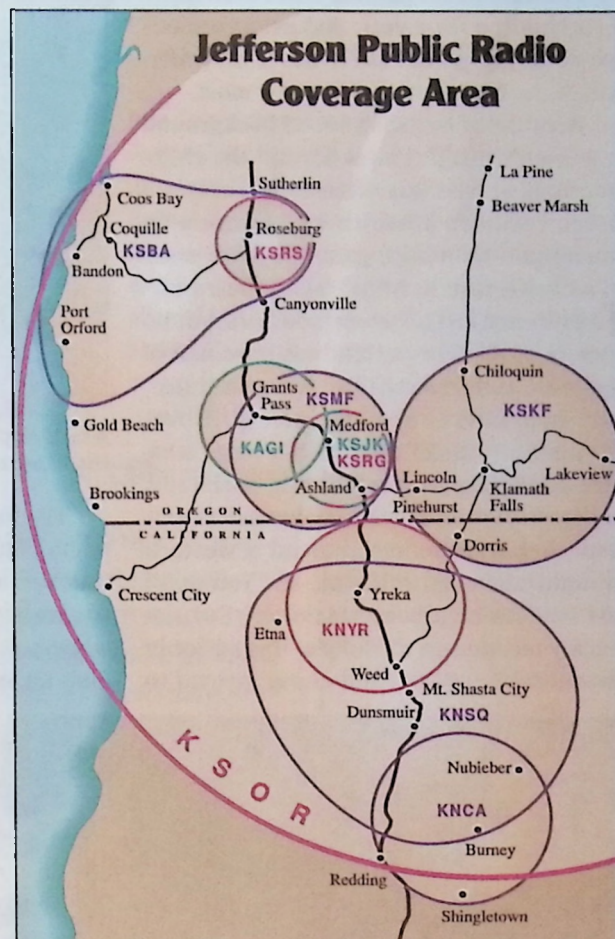 Jefferson Public Radio
Coverage Area
La Pine
Sutherlin
Beaver Marsh
Coos Bay
Coquille
KSBA
Roseburg
KSRS
Bandon
Canyonville
Port
Orford
Chiloquin
Grants
Pass
KSMF
KSKF
Gold Beach
Medford
KAGI
KSJK
KSRG
Lakeview
Ashland
Lincoln
Klamath
Falls
Pinehurst
Brookings
OREGON
CALIFORNIA
Dorris
Crescent City
Yreka
Etna
KNYR
Weed
Mt. Shasta City
Dunsmuir
KNSQ
KSOR
Nubieber
KNCA
Burney
Redding
Shingletown